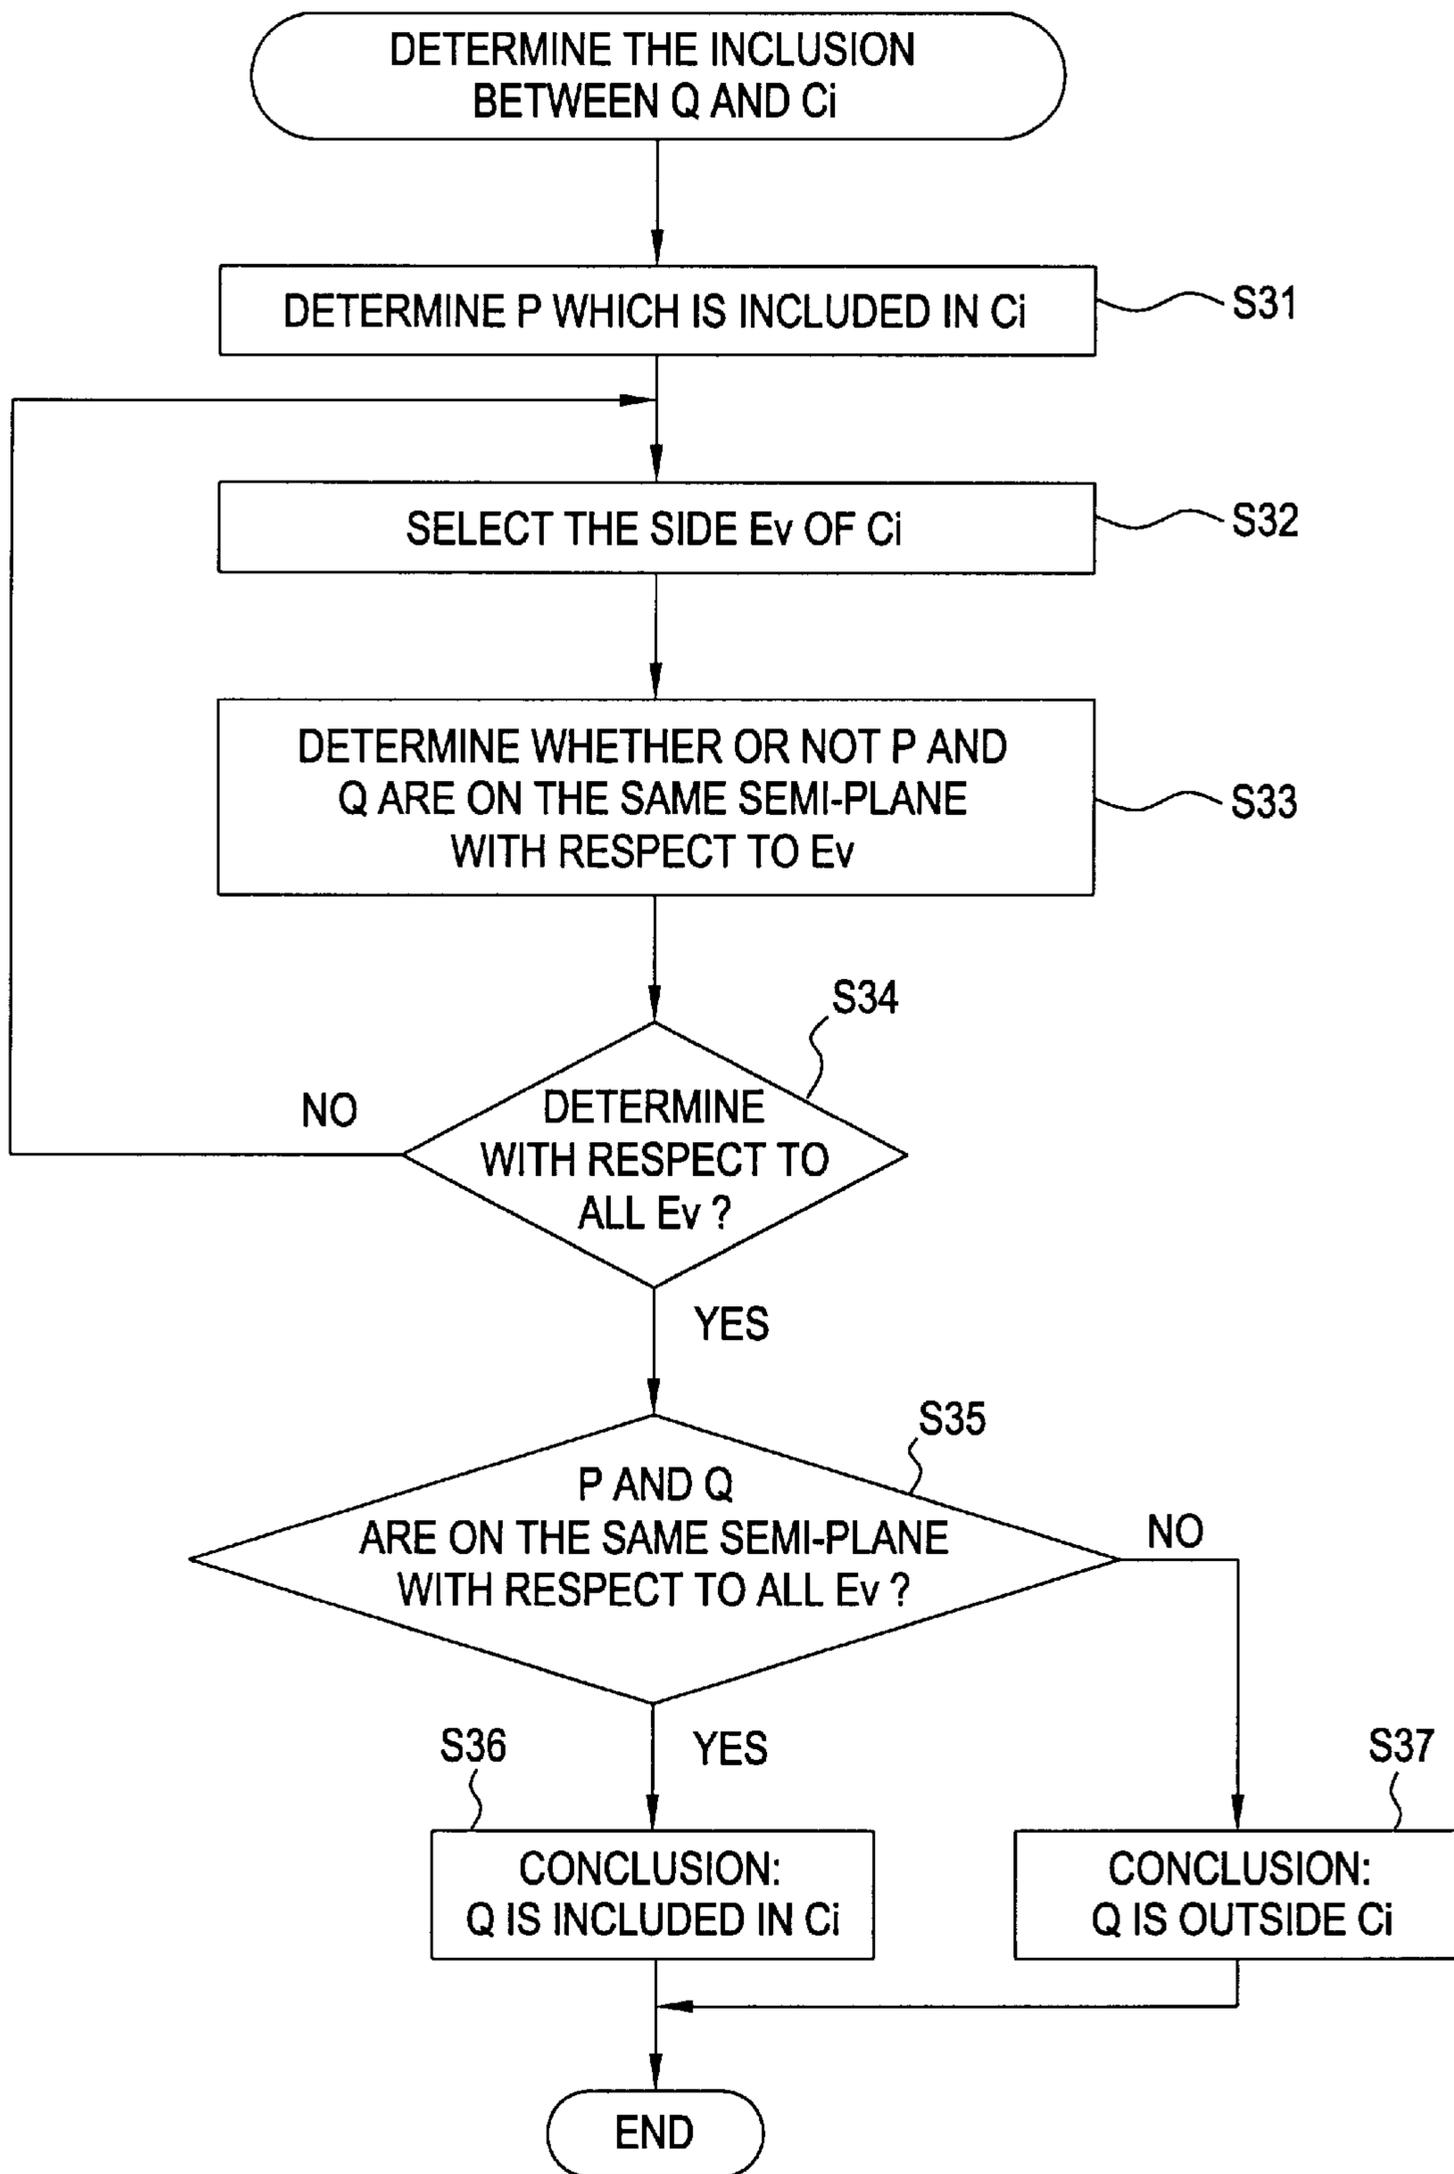 DETERMINE THE INCLUSION
BETWEEN Q AND Ci
DETERMINE P WHICH IS INCLUDED IN Ci
S31
SELECT THE SIDE Ev OF Ci
S32
DETERMINE WHETHER OR NOT P AND
Q ARE ON THE SAME SEMI-PLANE
WITH RESPECT TO Ev
S33
S34
NO
DETERMINE
WITH RESPECT TO
ALL Ev ?
YES
S35
P AND Q
ARE ON THE SAME SEMI-PLANE
WITH RESPECT TO ALL Ev ?
NO
S36
YES
S37
CONCLUSION:
Q IS INCLUDED IN Ci
CONCLUSION:
Q IS OUTSIDE Ci
END